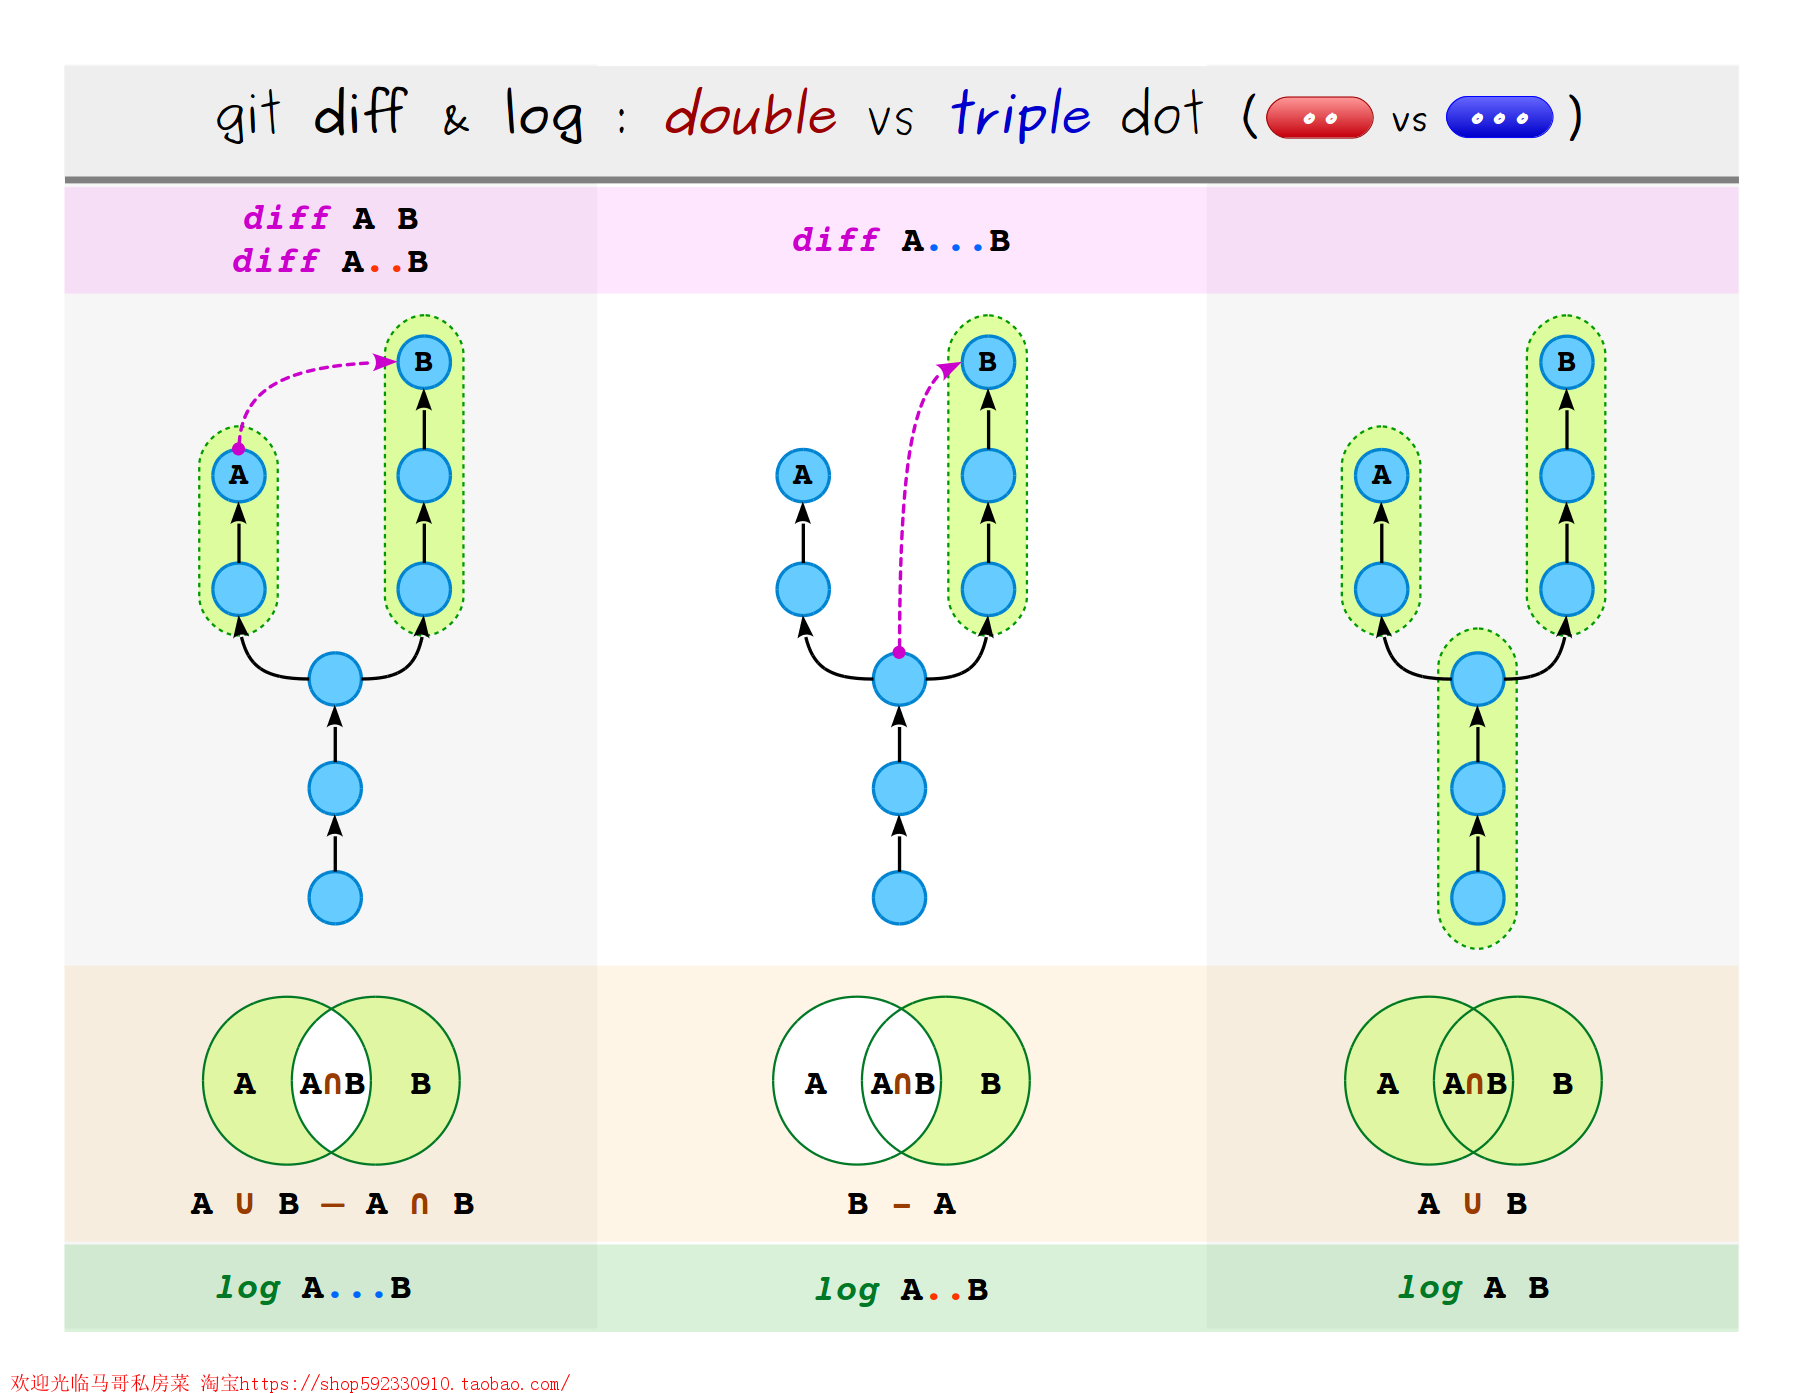 git diff & log : double vs triple dot (•• vs •••)
diff A B
diff A..B
diff A...B
B
A
B
A
B
A
A A∩B B
A A∩B B
A A∩B B
A ∪ B – A ∩ B
B – A
A ∪ B
log A...B
log A..B
log A B
欢迎光临马哥私房菜 淘宝https://shop592330910.taobao.com/